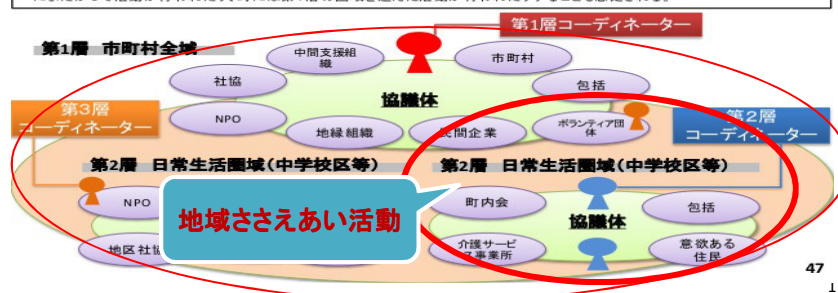 第1層コーディネーター
第1層 市町村全域
中間支援組
織
市町村
社協
包括
協議体
第3層
コーディネーター
第2層
コーディネーター
NPO
ボランティア団
体
地縁組織
民間企業
第2層 日常生活圏域(中学校区等)
第2層 日常生活圏域(中学校区等)
NPO
地域ささえあい活動
町内会
協議体
包括
地区社協
介護サービ
ス事業所
意欲ある
住民
47